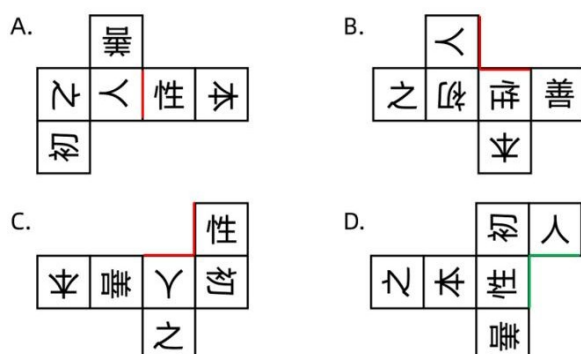 A.
善
之人性本
初
B.
人
之初性善
本
C.
性
本善人初
之
D.
初人
之本性
善